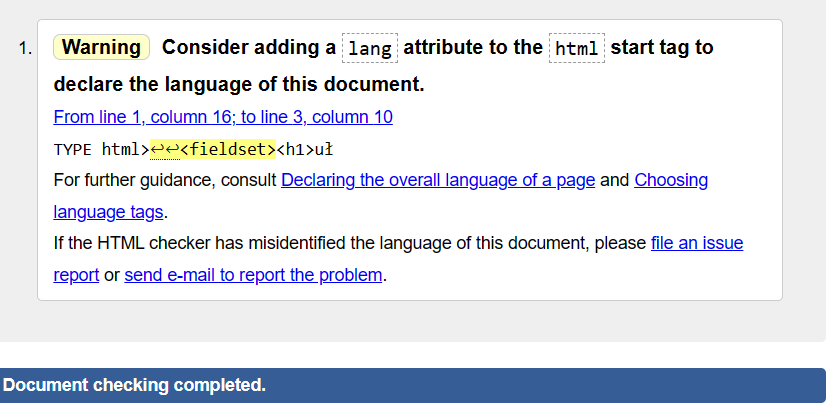 1. Warning Consider adding a lang attribute to the html start tag to
declare the language of this document.
From line 1, column 16; to line 3, column 10
TYPE html>↩↩<fieldset><h1>uł
For further guidance, consult Declaring the overall language of a page and Choosing
language tags.
If the HTML checker has misidentified the language of this document, please file an issue
report or send e-mail to report the problem.
Document checking completed.